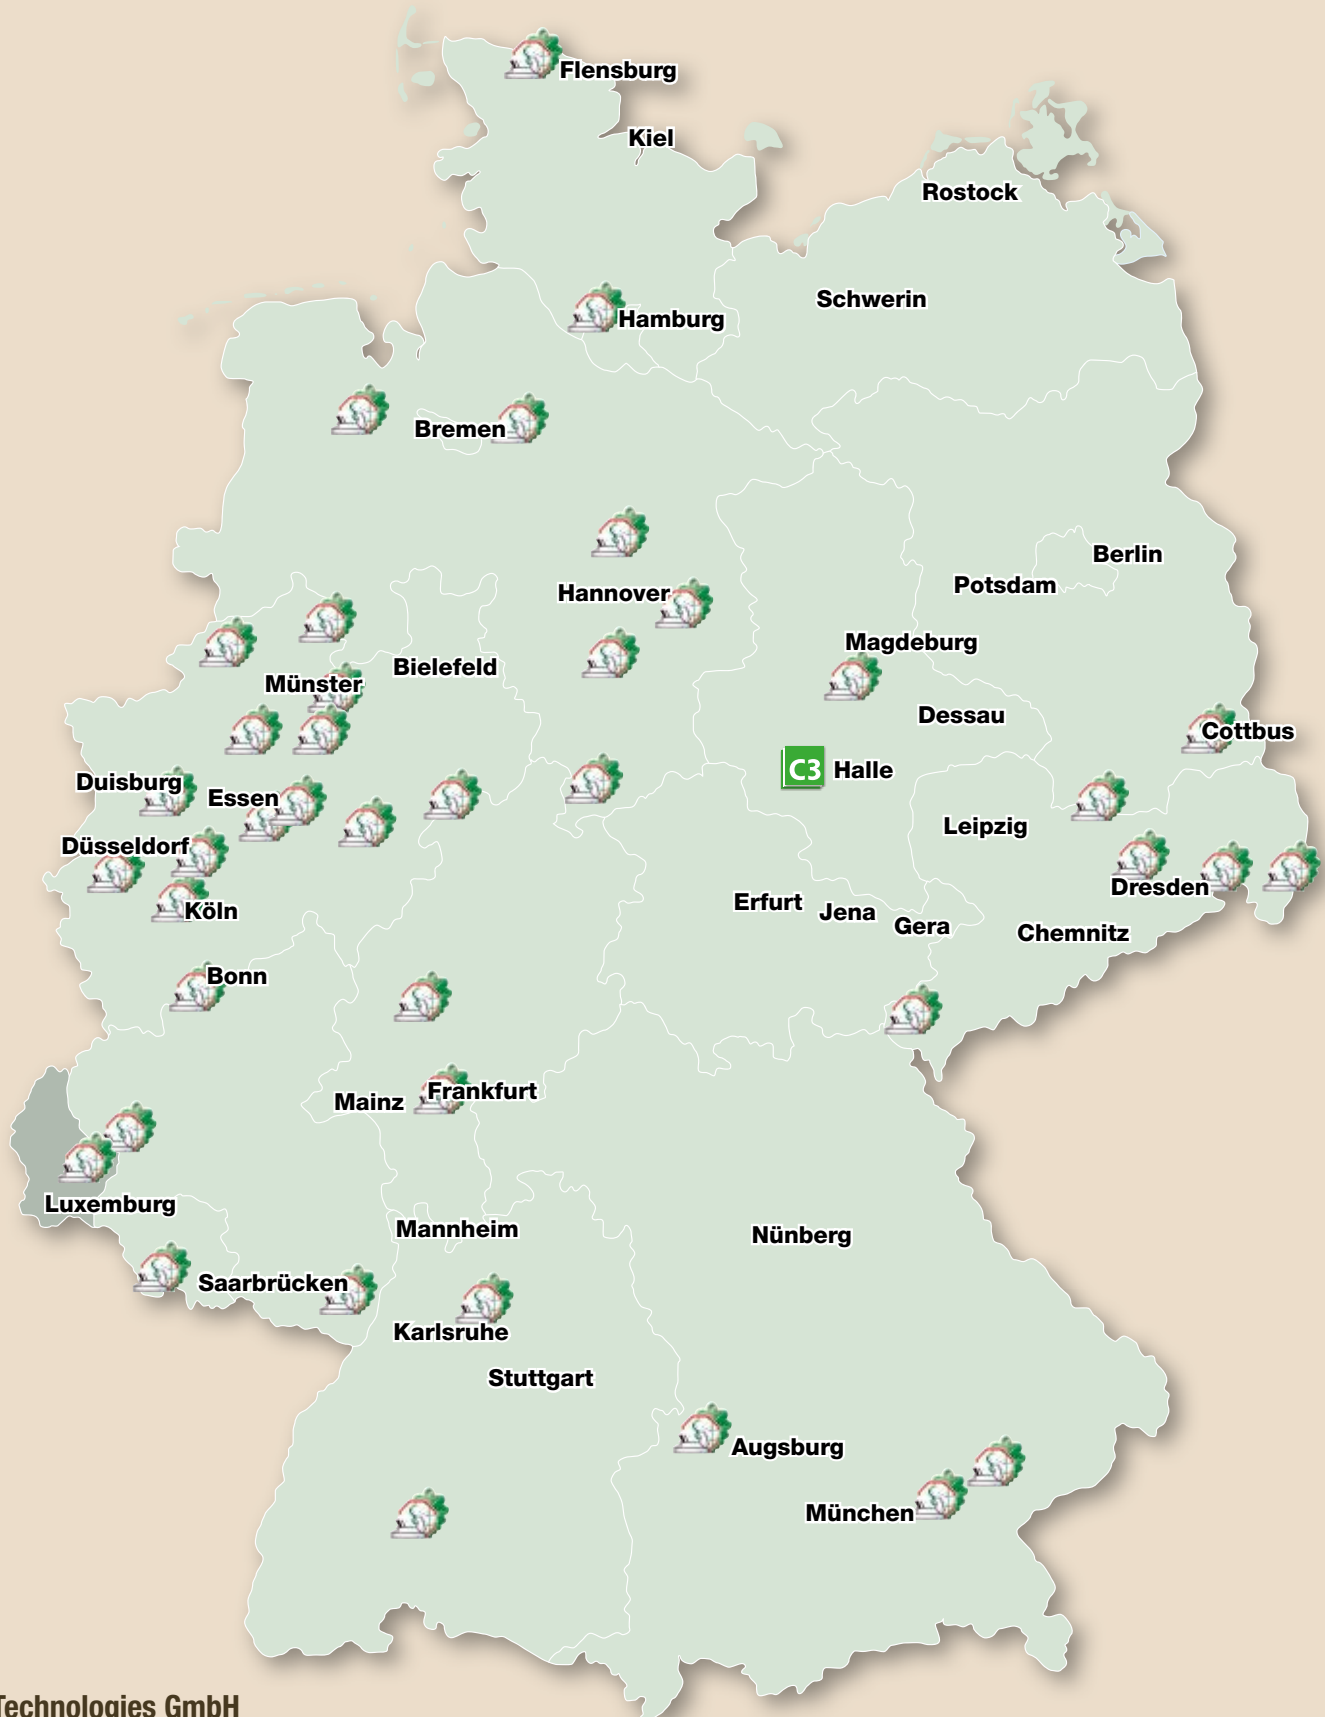 Flensburg
Kiel
Rostock
Schwerin
Hamburg
Bremen
Berlin
Potsdam
Hannover
Magdeburg
Bielefeld
Münster
Dessau
Cottbus
C3 Halle
Duisburg
Essen
Leipzig
Düsseldorf
Dresden
Erfurt
Jena
Köln
Gera
Chemnitz
Bonn
Frankfurt
Mainz
Luxemburg
Mannheim
Nünberg
Saarbrücken
Karlsruhe
Stuttgart
Augsburg
München
Technologies GmbH